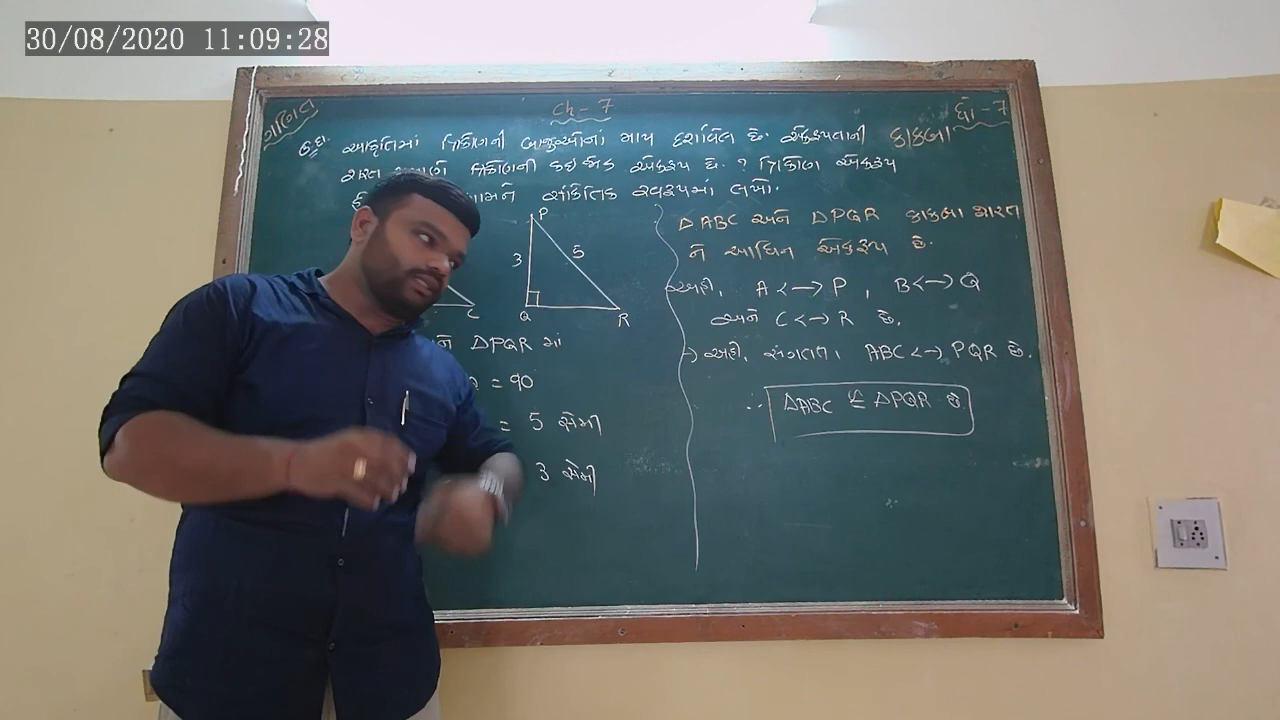 30/08/2020 11:09:28
ગણિત
Ch - 7
ધો - 7
ઉ.દા. આકૃતિમાં ત્રિકોણની બાજુઓનાં માપ દર્શાવેલ છે. એકરૂપતાની કાકબા
શરત ત્રિકોણની કઈ જોડ એકરૂપ છે. ? ત્રિકોણ એકરૂપ
સાંકેતિક સ્વરૂપમાં લખો.
P
3
5
C
Q
R
ΔPQR માં
= 90
= 5 સેમી
3 સેમી
ΔABC અને ΔPQR કાકબા શરત
ને આધિન એકરૂપ છે.
અહી, A <-> P , B <-> Q
અને C <-> R છે.
-> અહી, સંગતતા ABC <-> PQR છે.
∴ ΔABC ≅ ΔPQR છે